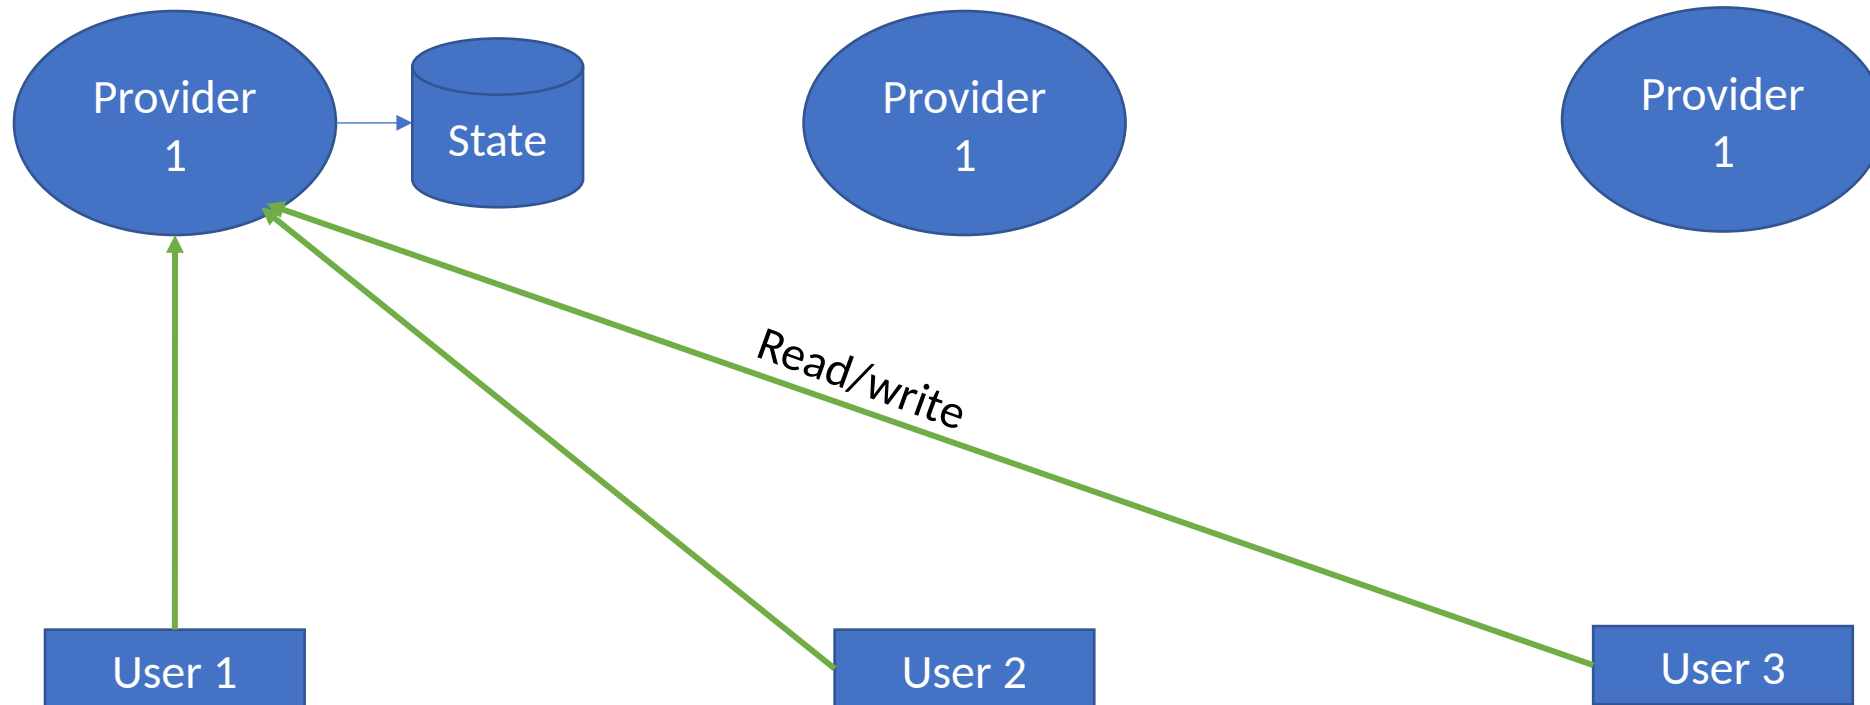 Provider
1
State
Provider
1
Provider
1
Read/write
User 1
User 2
User 3